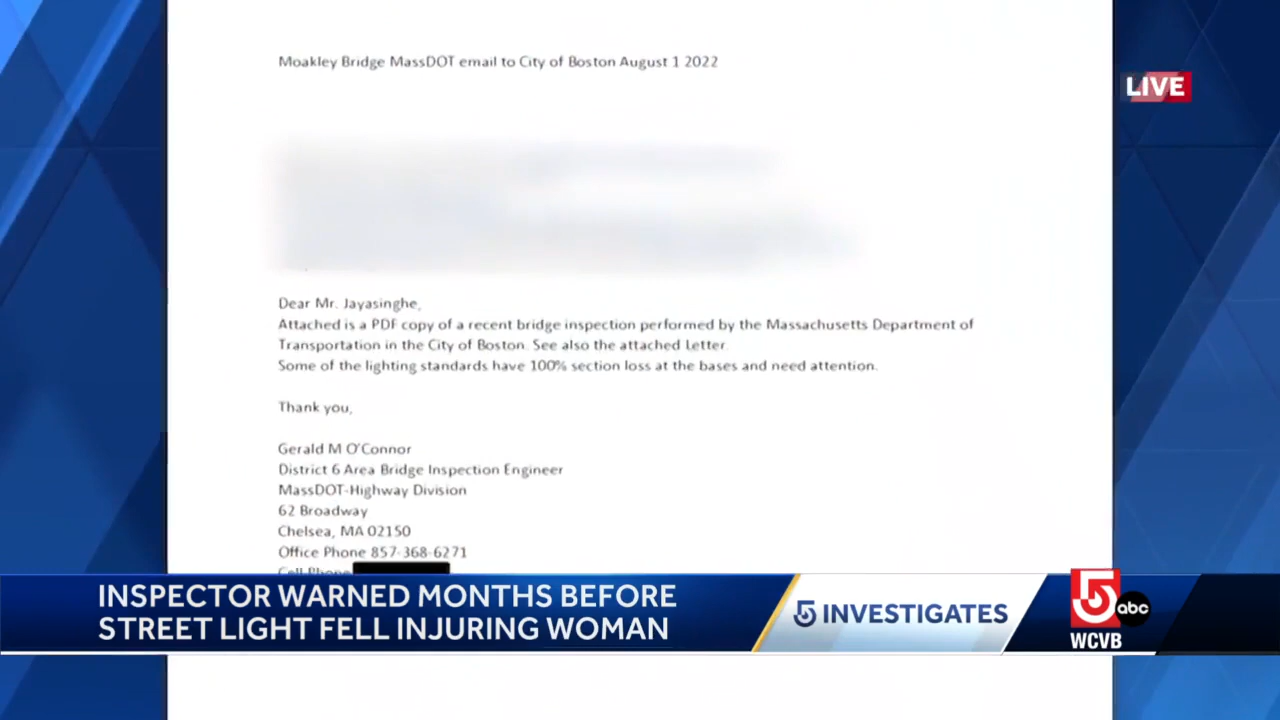 Moakley Bridge MassDOT email to City of Boston August 1 2022
LIVE
Dear Mr. Jayasinghe,
Attached is a PDF copy of a recent bridge inspection performed by the Massachusetts Department of
Transportation in the City of Boston. See also the attached Letter.
Some of the lighting standards have 100% section loss at the bases and need attention.
Thank you,
Gerald M O'Connor
District 6 Area Bridge Inspection Engineer
MassDOT-Highway Division
62 Broadway
Chelsea, MA 02150
Office Phone 857-368-6271
Cell Phone
INSPECTOR WARNED MONTHS BEFORE
STREET LIGHT FELL INJURING WOMAN
5 INVESTIGATES
5 abc
WCVB